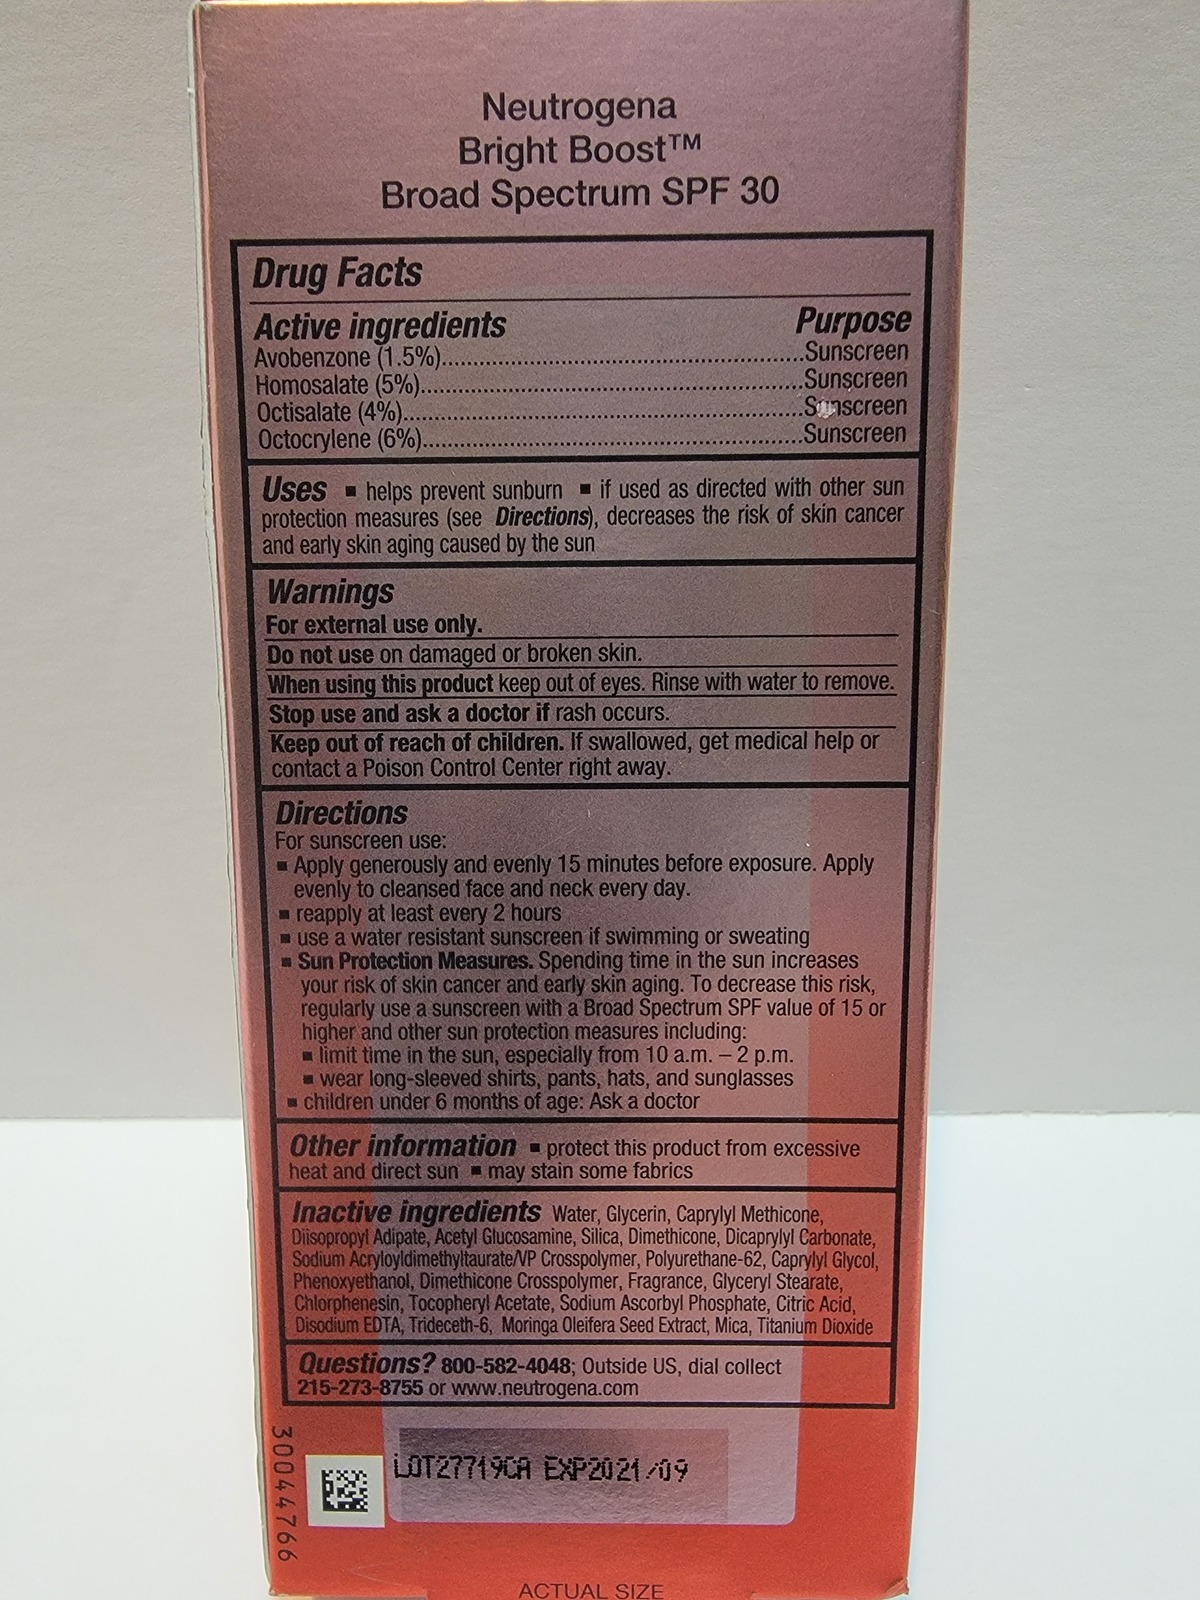 Neutrogena
Bright Boost™
Broad Spectrum SPF 30
Drug Facts
Active ingredients Purpose
Avobenzone (1.5%)....................Sunscreen
Homosalate (5%)....................Sunscreen
Octisalate (4%)....................Sunscreen
Octocrylene (6%)....................Sunscreen
Uses ▪ helps prevent sunburn ▪ if used as directed with other sun
protection measures (see Directions), decreases the risk of skin cancer
and early skin aging caused by the sun
Warnings
For external use only.
Do not use on damaged or broken skin.
When using this product keep out of eyes. Rinse with water to remove.
Stop use and ask a doctor if rash occurs.
Keep out of reach of children. If swallowed, get medical help or
contact a Poison Control Center right away.
Directions
For sunscreen use:
▪ Apply generously and evenly 15 minutes before exposure. Apply
evenly to cleansed face and neck every day.
▪ reapply at least every 2 hours
▪ use a water resistant sunscreen if swimming or sweating
▪ Sun Protection Measures. Spending time in the sun increases
your risk of skin cancer and early skin aging. To decrease this risk,
regularly use a sunscreen with a Broad Spectrum SPF value of 15 or
higher and other sun protection measures including:
▪ limit time in the sun, especially from 10 a.m. – 2 p.m.
▪ wear long-sleeved shirts, pants, hats, and sunglasses
▪ children under 6 months of age: Ask a doctor
Other information ▪ protect this product from excessive
heat and direct sun ▪ may stain some fabrics
Inactive ingredients Water, Glycerin, Caprylyl Methicone,
Diisopropyl Adipate, Acetyl Glucosamine, Silica, Dimethicone, Dicaprylyl Carbonate,
Sodium Acryloyldimethyltaurate/VP Crosspolymer, Polyurethane-62, Caprylyl Glycol,
Phenoxyethanol, Dimethicone Crosspolymer, Fragrance, Glyceryl Stearate,
Chlorphenesin, Tocopheryl Acetate, Sodium Ascorbyl Phosphate, Citric Acid,
Disodium EDTA, Trideceth-6, Moringa Oleifera Seed Extract, Mica, Titanium Dioxide
Questions? 800-582-4048; Outside US, dial collect
215-273-8755 or www.neutrogena.com
30044766
LOT27719CA EXP2021/09
ACTUAL SIZE